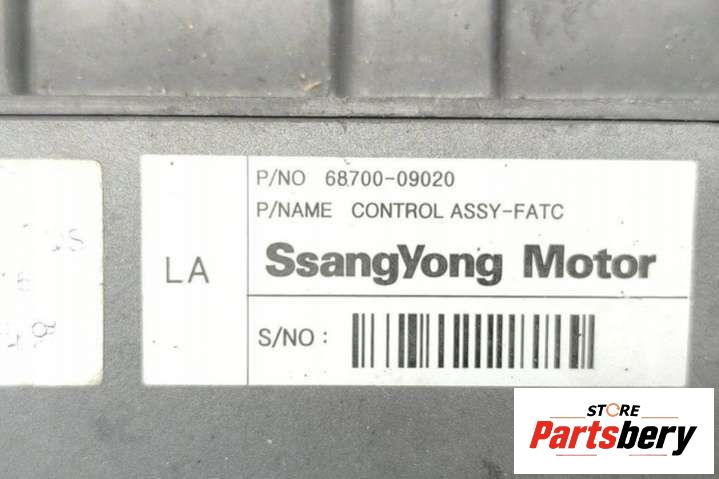 P/NO 68700-09020
P/NAME CONTROL ASSY-FATC
LA
SsangYong Motor
S/NO :
STORE
Partsbery